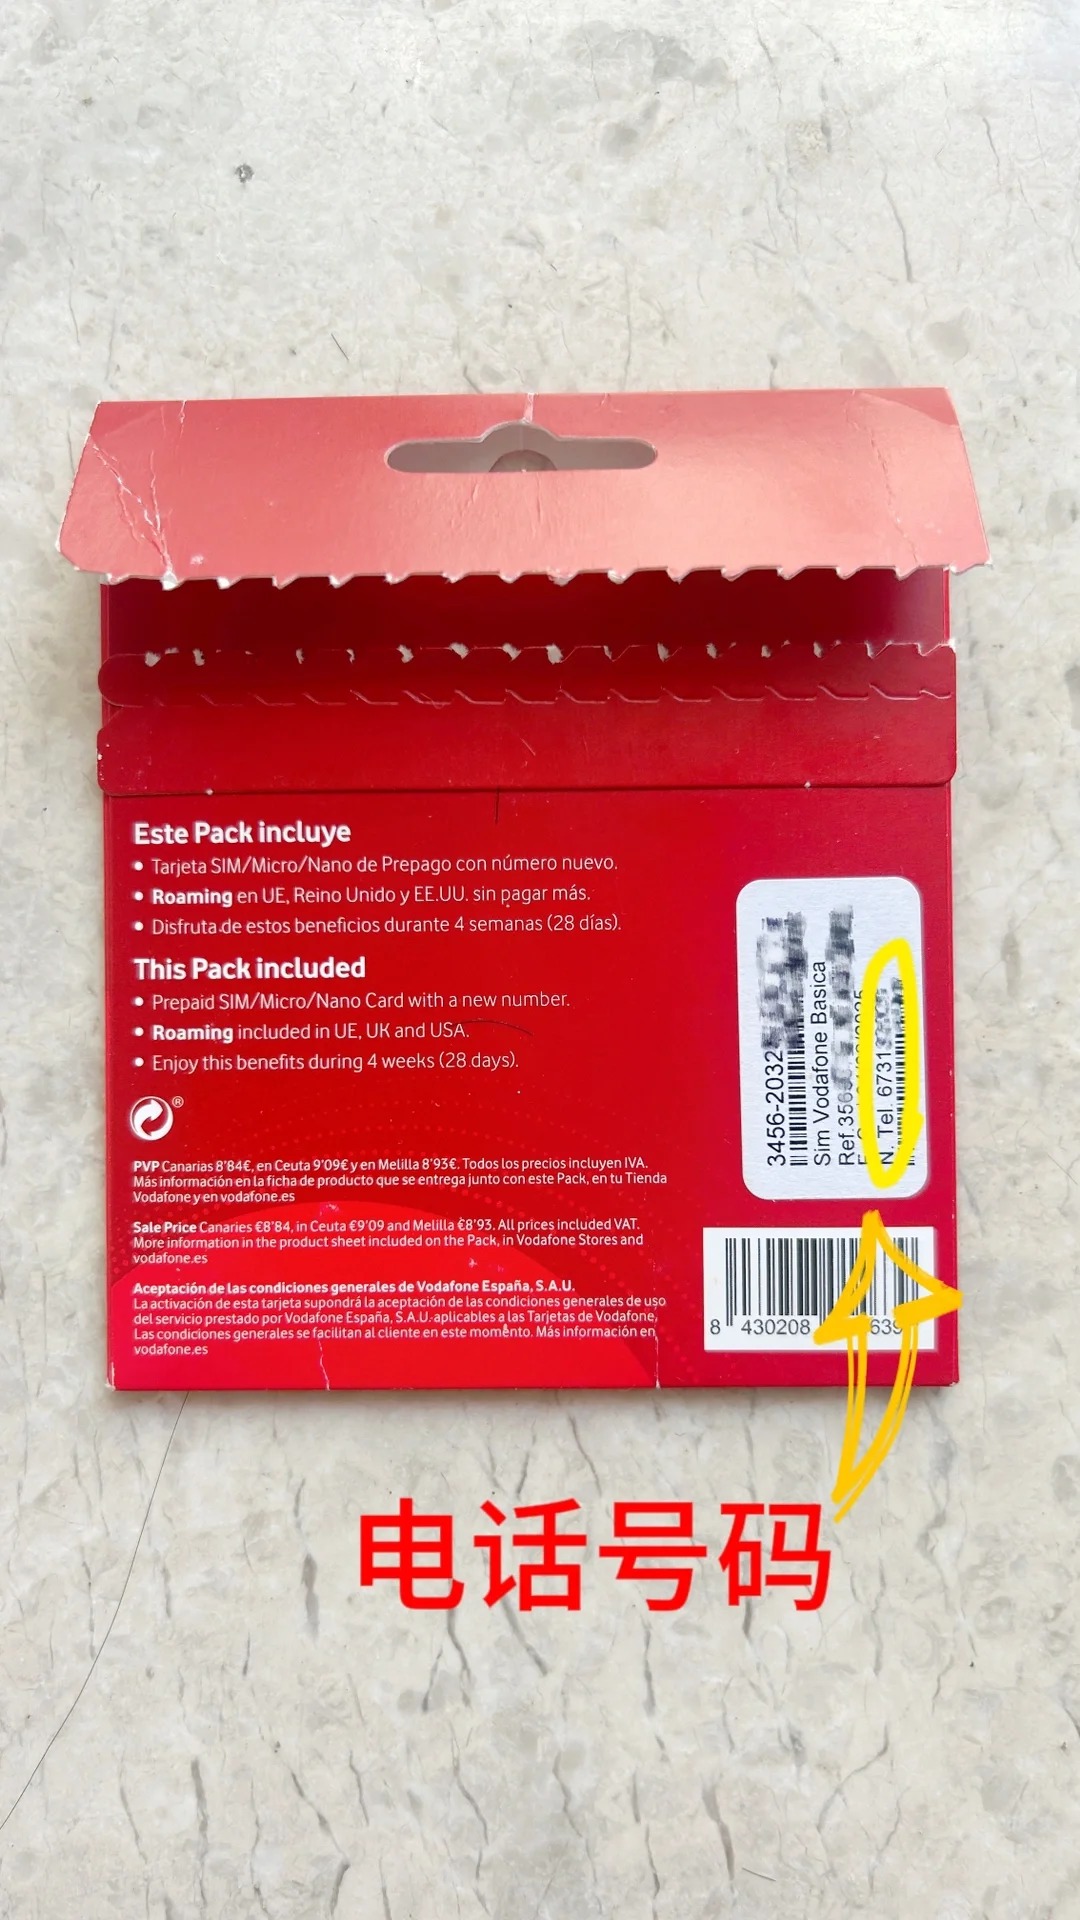 Este Pack incluye
• Tarjeta SIM/Micro/Nano de Prepago con número nuevo.
• Roaming en UE, Reino Unido y EE.UU. sin pagar más.
• Disfruta de estos beneficios durante 4 semanas (28 días).
This Pack included
• Prepaid SIM/Micro/Nano Card with a new number.
• Roaming included in UE, UK and USA.
• Enjoy this benefits during 4 weeks (28 days).
®
PVP Canarias 8'84€, en Ceuta 9'09€ y en Melilla 8'93€. Todos los precios incluyen IVA.
Más información en la ficha de producto que se entrega junto con este Pack, en tu Tienda
Vodafone y en vodafone.es
Sale Price Canaries €8'84, in Ceuta €9'09 and Melilla €8'93. All prices included VAT.
More information in the product sheet included on the Pack, in Vodafone Stores and
vodafone.es
Aceptación de las condiciones generales de Vodafone España, S.A.U.
La activación de esta tarjeta supondrá la aceptación de las condiciones generales de uso
del servicio prestado por Vodafone España, S.A.U. aplicables a las Tarjetas de Vodafone,
Las condiciones generales se facilitan al cliente en este momento. Más información en
vodafone.es
3456-2032
Sim Vodafone Basica
Ref.356
N. Tel. 6731
8 430208 639
电话号码